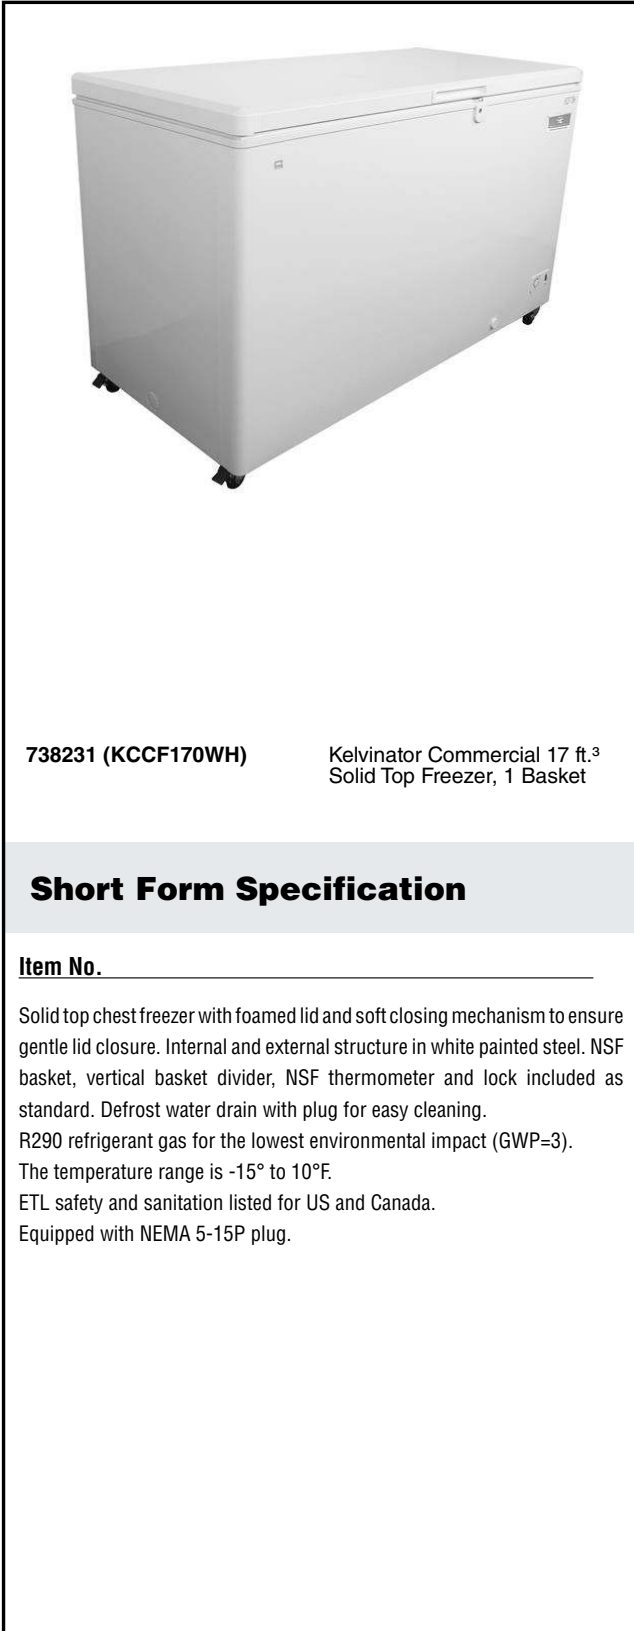 738231 (KCCF170WH)
Kelvinator Commercial 17 ft.³
Solid Top Freezer, 1 Basket
Short Form Specification
Item No.
Solid top chest freezer with foamed lid and soft closing mechanism to ensure
gentle lid closure. Internal and external structure in white painted steel. NSF
basket, vertical basket divider, NSF thermometer and lock included as
standard. Defrost water drain with plug for easy cleaning.
R290 refrigerant gas for the lowest environmental impact (GWP=3).
The temperature range is -15° to 10°F.
ETL safety and sanitation listed for US and Canada.
Equipped with NEMA 5-15P plug.